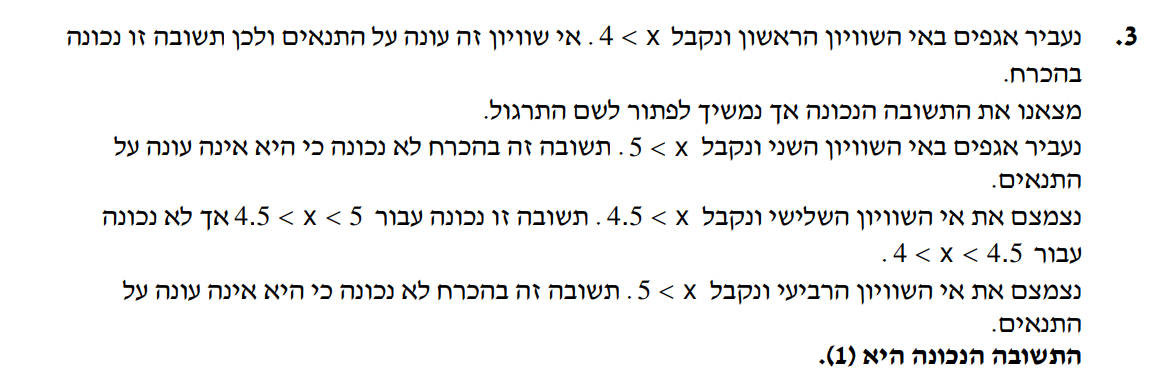 3. נעביר אגפים באי השוויון הראשון ונקבל 4 < x . אי שוויון זה עונה על התנאים ולכן תשובה זו נכונה
בהכרח.
מצאנו את התשובה הנכונה אך נמשיך לפתור לשם התרגול.
נעביר אגפים באי השוויון השני ונקבל 5 < x . תשובה זה בהכרח לא נכונה כי היא אינה עונה על
התנאים.
נצמצם את אי השוויון השלישי ונקבל 4.5 < x . תשובה זו נכונה עבור 4.5 < x < 5 אך לא נכונה
עבור 4 < x < 4.5 .
נצמצם את אי השוויון הרביעי ונקבל 5 < x . תשובה זה בהכרח לא נכונה כי היא אינה עונה על
התנאים.
התשובה הנכונה היא (1).